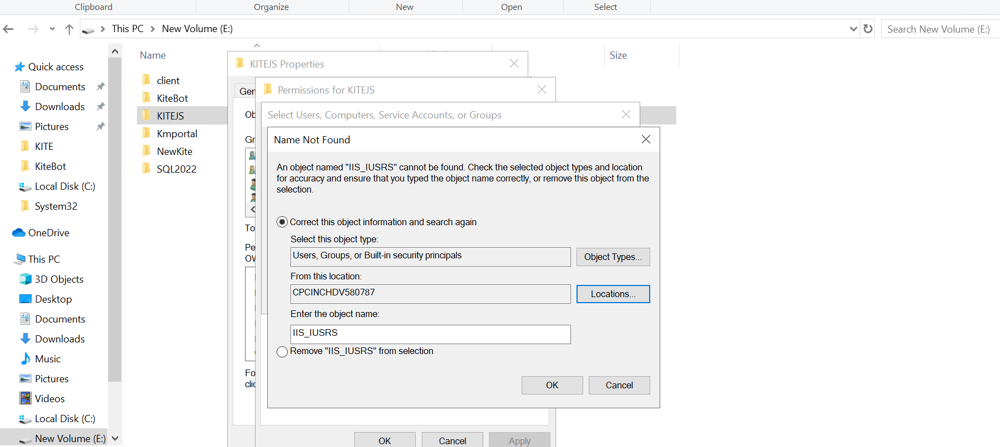 Clipboard
Organize
New
Open
Select
This PC
New Volume (E:)
Search New Volume (E:)
Name
Size
Quick access
Documents
Downloads
Pictures
KITE
KiteBot
Local Disk (C:)
System32
OneDrive
This PC
3D Objects
Desktop
Documents
Downloads
Music
Pictures
Videos
Local Disk (C:)
New Volume (E:)
client
KiteBot
KITEJS
Kmportal
NewKite
SQL2022
KITEJS Properties
Gen
Ob
Gr
To
Pe
OW
Fo
clic
Permissions for KITEJS
Select Users, Computers, Service Accounts, or Groups
Name Not Found
An object named "IIS_IUSRS" cannot be found. Check the selected object types and location
for accuracy and ensure that you typed the object name correctly, or remove this object from the
selection.
Correct this object information and search again
Select this object type:
Users, Groups, or Built-in security principals
Object Types...
From this location:
CPCINCHDV580787
Locations...
Enter the object name:
IIS_IUSRS
Remove "IIS_IUSRS" from selection
OK
Cancel
OK
Cancel
Apply